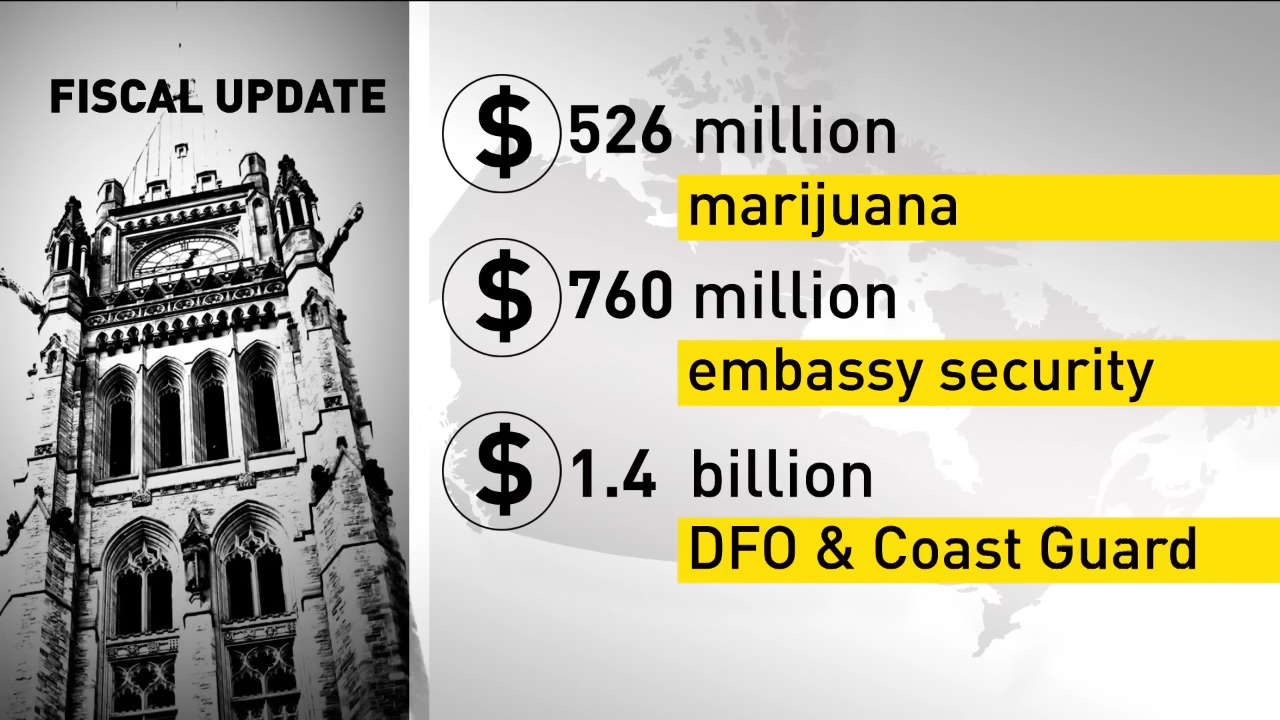 FISCAL UPDATE
$ 526 million
marijuana
$ 760 million
embassy security
$ 1.4 billion
DFO & Coast Guard